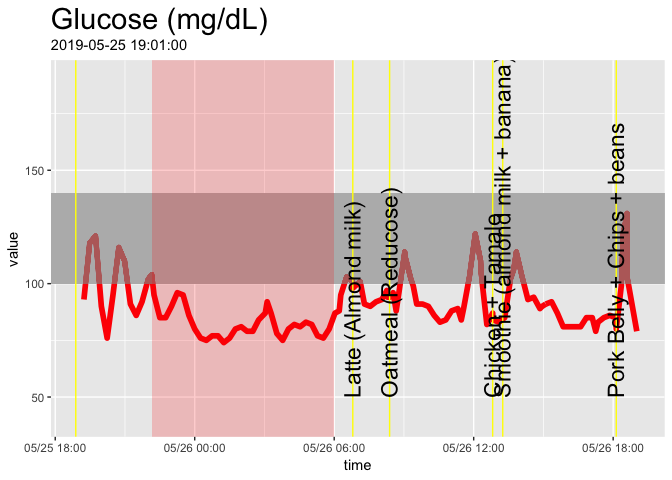 Glucose (mg/dL)
2019-05-25 19:01:00
value
150
100
50
Latte (Almond milk)
Oatmeal (Reducose)
Chicken + Tamale
Smoothie (almond milk + banana)
Pork Belly + Chips + beans
05/25 18:00
05/26 00:00
05/26 06:00
05/26 12:00
05/26 18:00
time